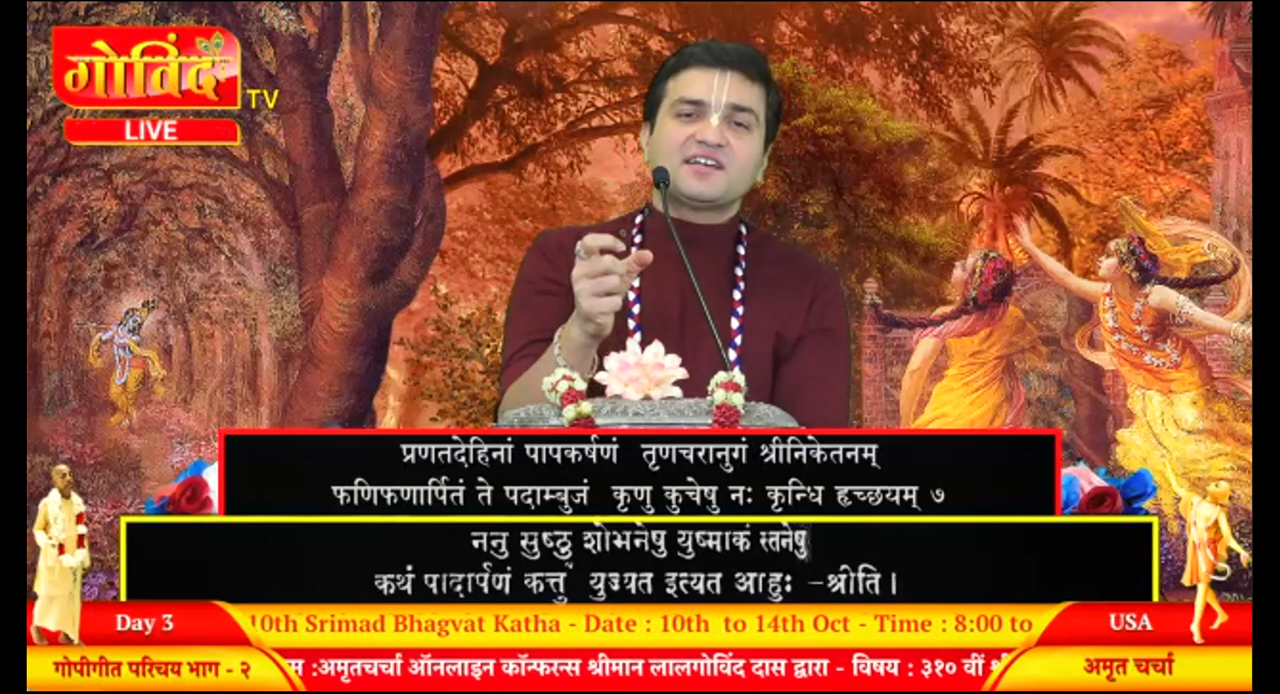 गोविंद
TV
LIVE
प्रणतदेहिनां पापकर्षणं तृणचरानुगं श्रीनिकेतनम्
फणिफणार्पितं ते पदाम्बुजं कृणु कुचेषु नः कृन्धि हृच्छयम् ७
ननु सुष्ठु शोभनेषु युष्माकं स्तनेषु
कथं पादार्पणं कर्त्तुं युज्यत इत्यत आहुः –श्रीति।
Day 3
10th Srimad Bhagvat Katha - Date : 10th to 14th Oct - Time : 8:00 to
USA
गोपीगीत परिचय भाग - २
:अमृतचर्चा ऑनलाइन कॉन्फरन्स श्रीमान लालगोविंद दास द्वारा - विषय : ३१० वीं
अमृत चर्चा